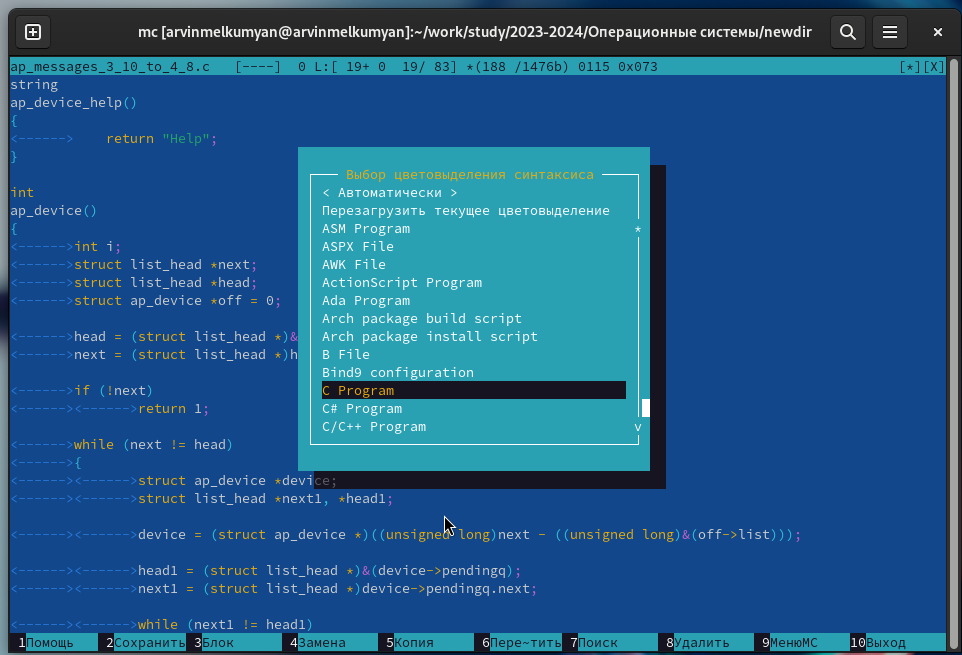 mc [arvinmelkumyan@arvinmelkumyan]:~/work/study/2023-2024/Операционные системы/newdir
ap_messages_3_10_to_4_8.c   [----]  0 L:[ 19+ 0  19/ 83] *(188 /1476b) 0115 0x073 [*][X]
string
ap_device_help()
{
<------>    return "Help";
}
int
ap_device()
{
<------>int i;
<------>struct list_head *next;
<------>struct list_head *head;
<------>struct ap_device *off = 0;
<------>head = (struct list_head *)&
<------>next = (struct list_head *)h
<------>if (!next)
<------><------>return 1;
<------>while (next != head)
<------>{
<------><------>struct ap_device *device;
<------><------>struct list_head *next1, *head1;
<------><------>device = (struct ap_device *)((unsigned long)next - ((unsigned long)&(off->list)));
<------><------>head1 = (struct list_head *)&(device->pendingq);
<------><------>next1 = (struct list_head *)device->pendingq.next;
<------><------>while (next1 != head1)
Выбор цветовыделения синтаксиса
< Автоматически >
Перезагрузить текущее цветовыделение
ASM Program
ASPX File
AWK File
ActionScript Program
Ada Program
Arch package build script
Arch package install script
B File
Bind9 configuration
C Program
C# Program
C/C++ Program
1Помощь 2Сохранить 3Блок 4Замена 5Копия 6Пере~тить 7Поиск 8Удалить 9МенюМС 10Выход